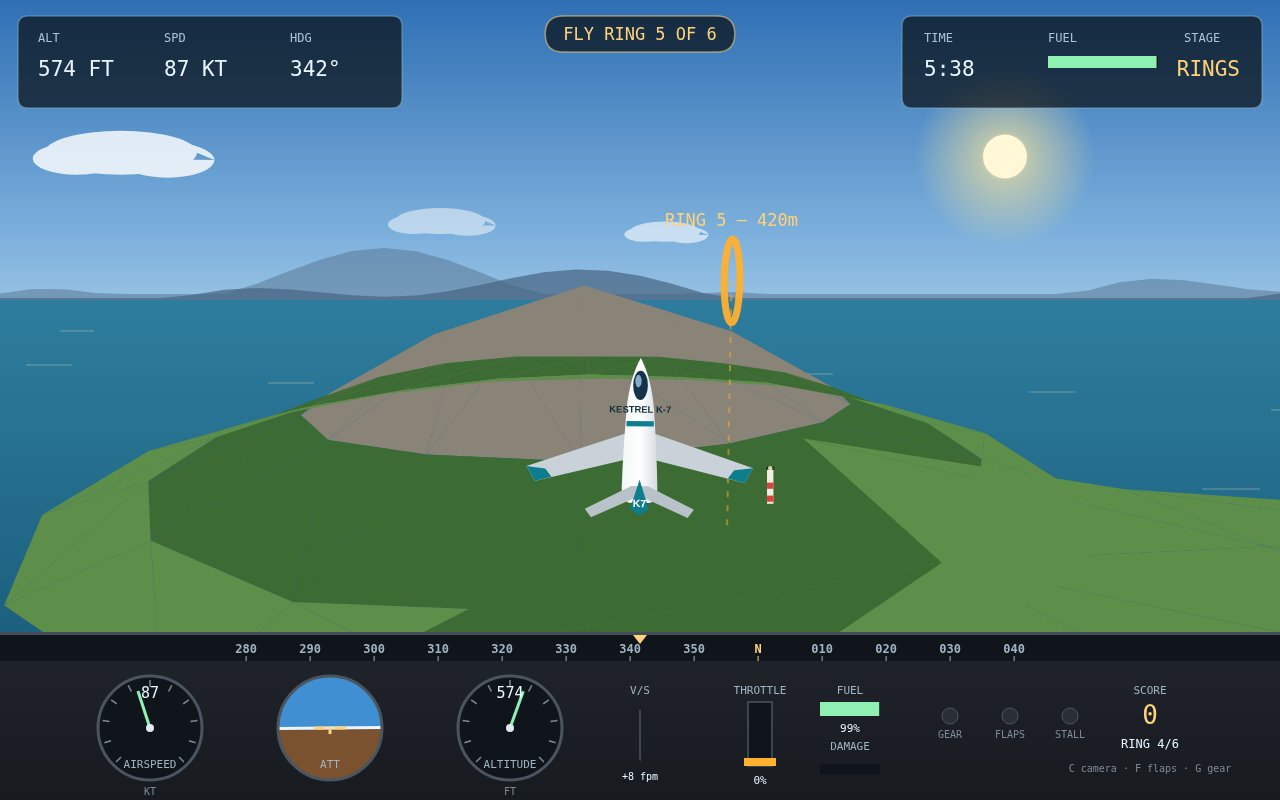 ALT SPD HDG
574 FT 87 KT 342°
FLY RING 5 OF 6
TIME FUEL STAGE
5:38 RINGS
RING 5 — 420m
KESTREL K-7
K7
280 290 300 310 320 330 340 350 N 010 020 030 040
87
AIRSPEED
KT
ATT
574
ALTITUDE
FT
V/S
+8 fpm
THROTTLE
0%
FUEL
99%
DAMAGE
GEAR FLAPS STALL
SCORE
0
RING 4/6
C camera · F flaps · G gear